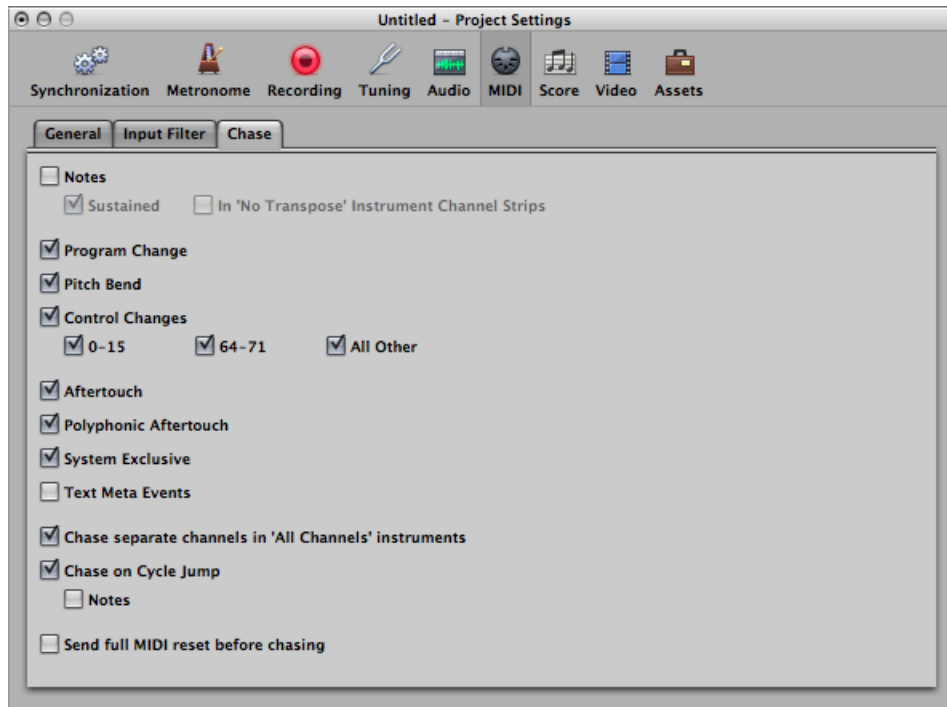 Untitled – Project Settings
Synchronization Metronome Recording Tuning Audio MIDI Score Video Assets
General Input Filter Chase
Notes
Sustained In 'No Transpose' Instrument Channel Strips
Program Change
Pitch Bend
Control Changes
0–15 64–71 All Other
Aftertouch
Polyphonic Aftertouch
System Exclusive
Text Meta Events
Chase separate channels in 'All Channels' instruments
Chase on Cycle Jump
Notes
Send full MIDI reset before chasing